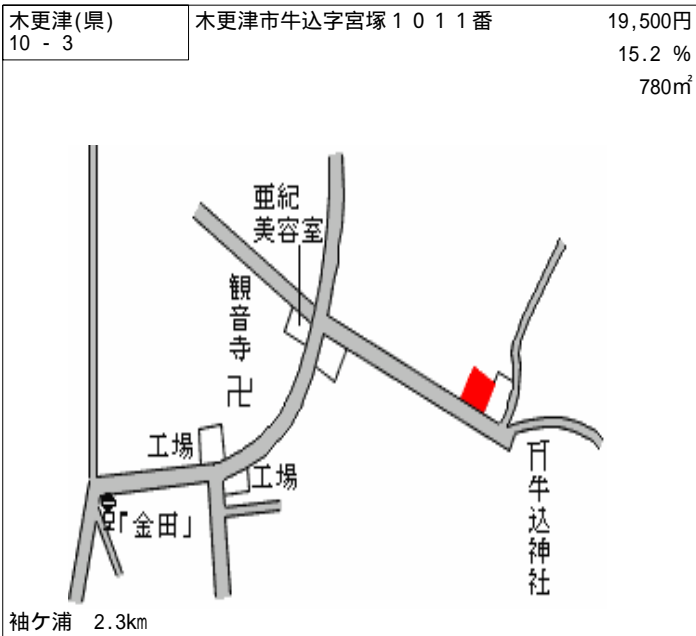 木更津(県)
10 - 3
木更津市牛込字宮塚１０１１番
19,500円
15.2 %
780㎡
亜紀
美容室
観音寺
卍
工場
工場
「金田」
牛込神社
袖ケ浦 2.3km